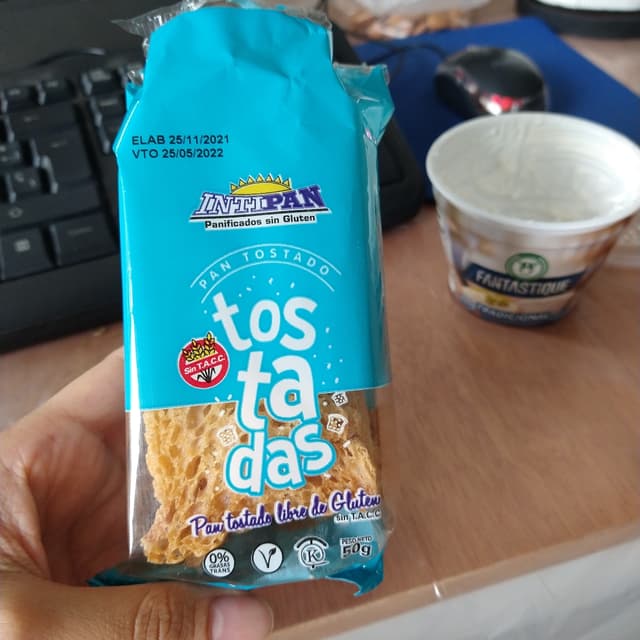 ELAB 25/11/2021
VTO 25/05/2022
INTIPAN
Panificados sin Gluten
PAN TOSTADO
tos
ta
das
Sin T.A.C.C.
Pan tostado libre de Gluten
sin T.A.C.C.
0%
GRASAS
TRANS
V
K
PESO NETO
50g
FANTASTIQUE
TRADICIONAL